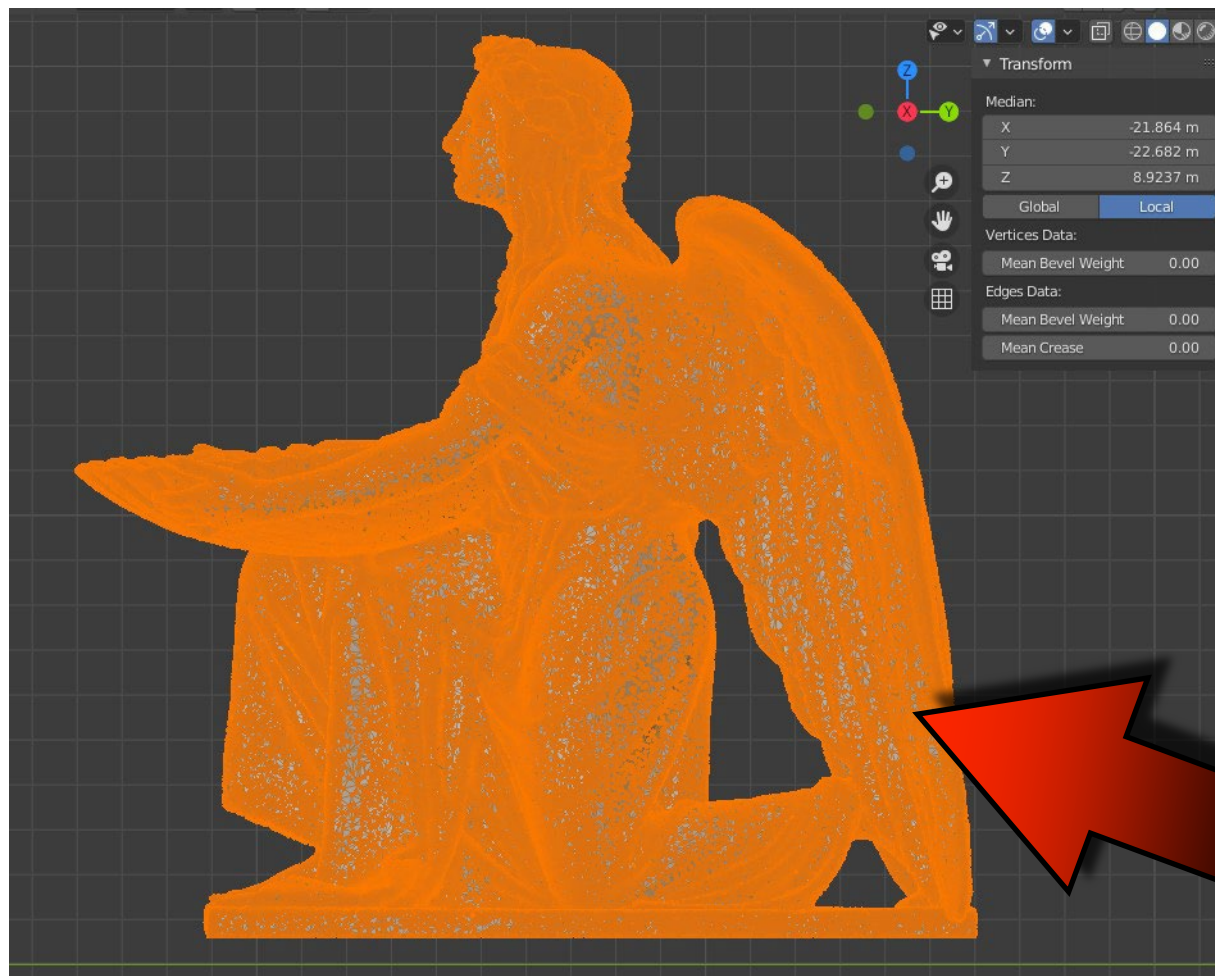 Transform
Z
X
Y
Median:
X -21.864 m
Y -22.682 m
Z 8.9237 m
Global Local
Vertices Data:
Mean Bevel Weight 0.00
Edges Data:
Mean Bevel Weight 0.00
Mean Crease 0.00